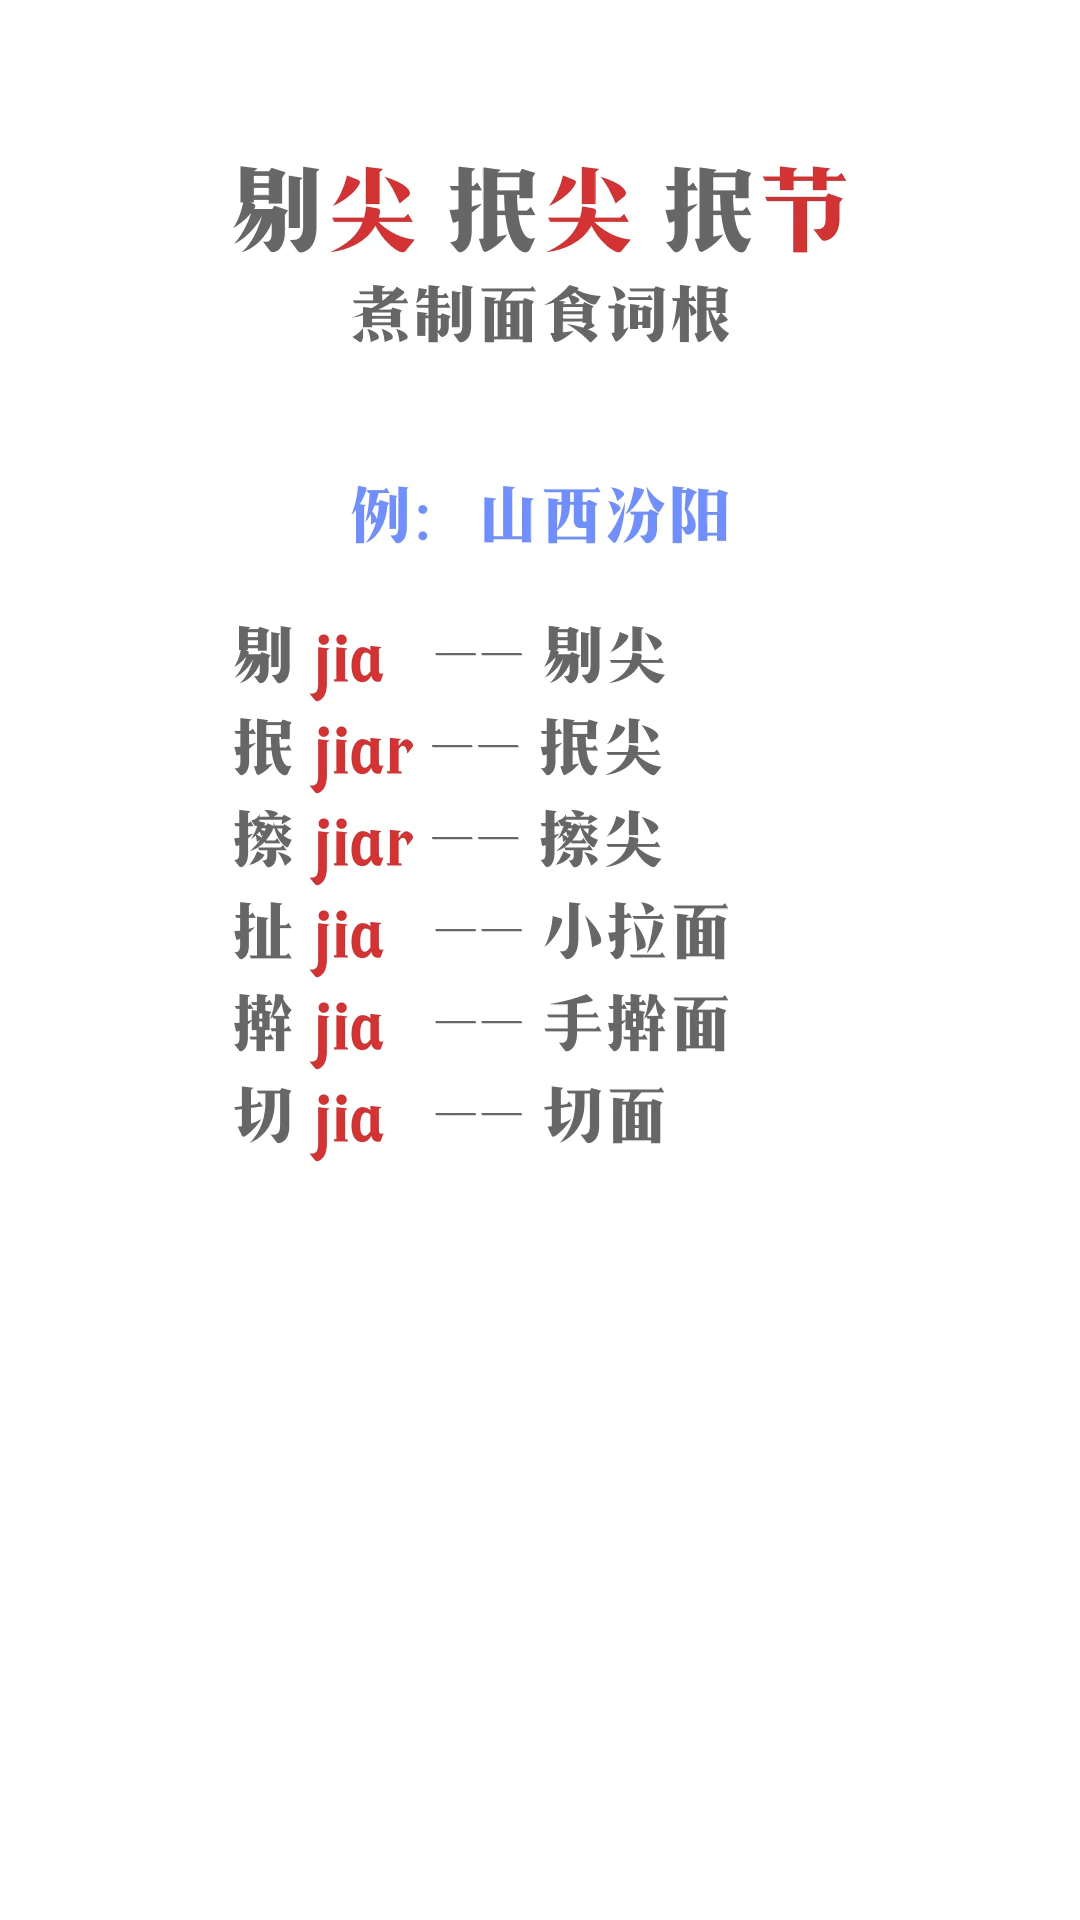 剔尖 抿尖 抿节
煮制面食词根
例: 山西汾阳
剔 jia —— 剔尖
抿 jiar —— 抿尖
擦 jiar —— 擦尖
扯 jia —— 小拉面
擀 jia —— 手擀面
切 jia —— 切面